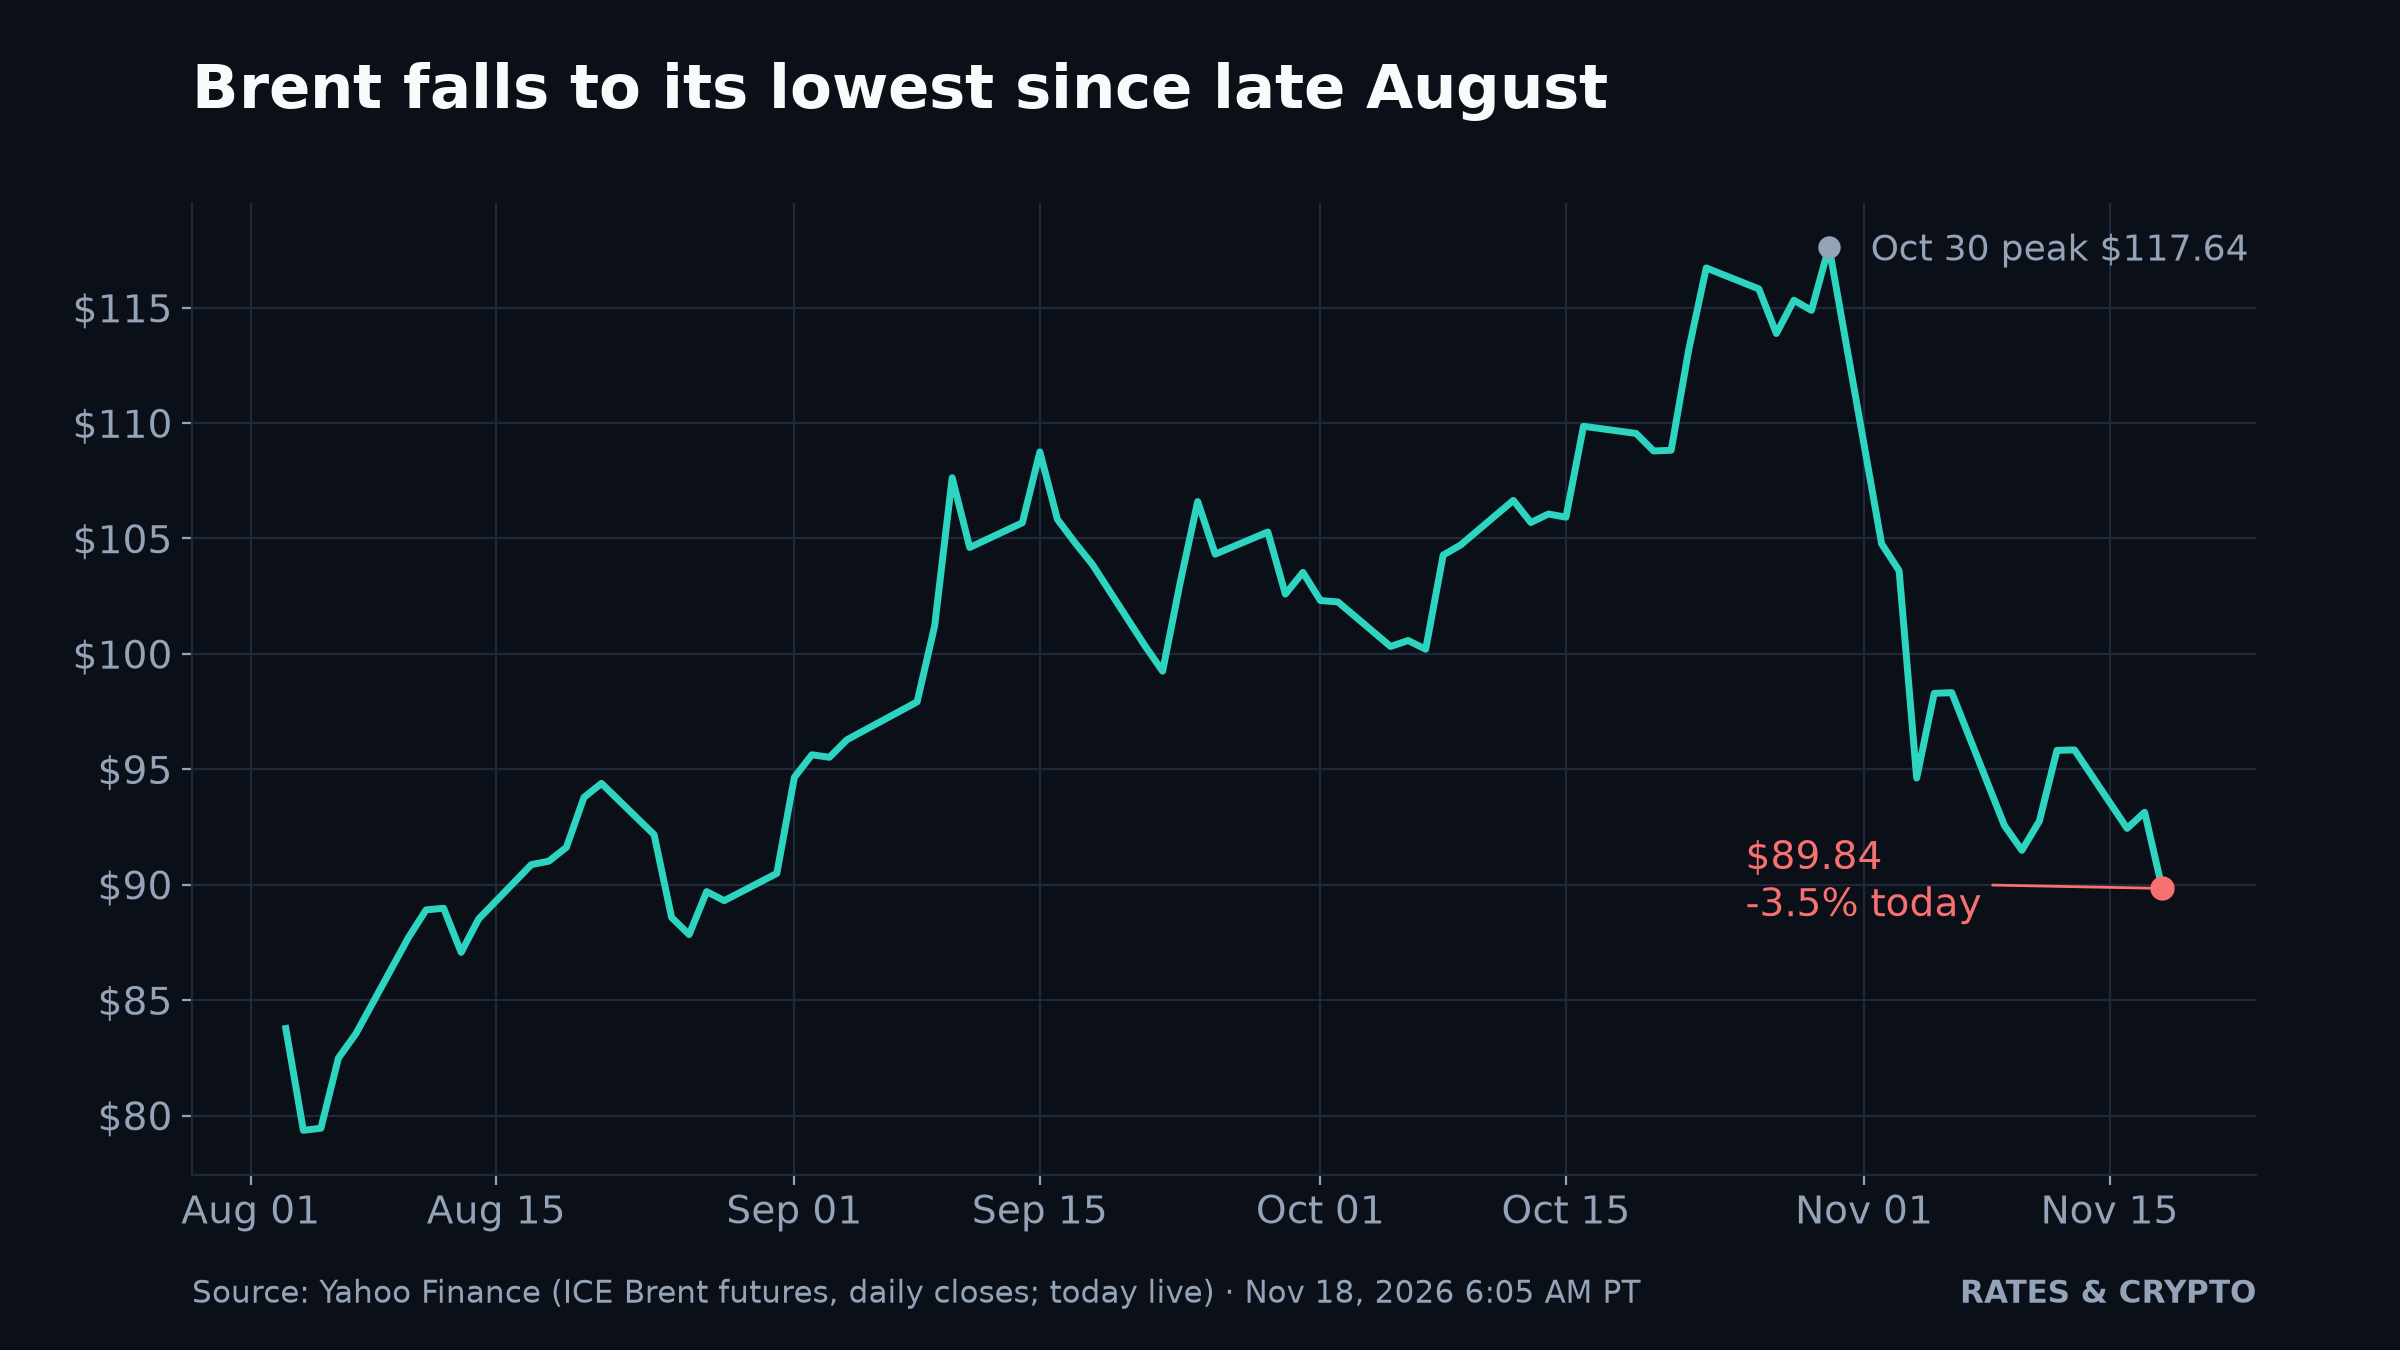 Brent falls to its lowest since late August
Oct 30 peak $117.64
$115
$110
$105
$100
$95
$90
$85
$80
$89.84
-3.5% today
Aug 01
Aug 15
Sep 01
Sep 15
Oct 01
Oct 15
Nov 01
Nov 15
Source: Yahoo Finance (ICE Brent futures, daily closes; today live) · Nov 18, 2026 6:05 AM PT
RATES & CRYPTO